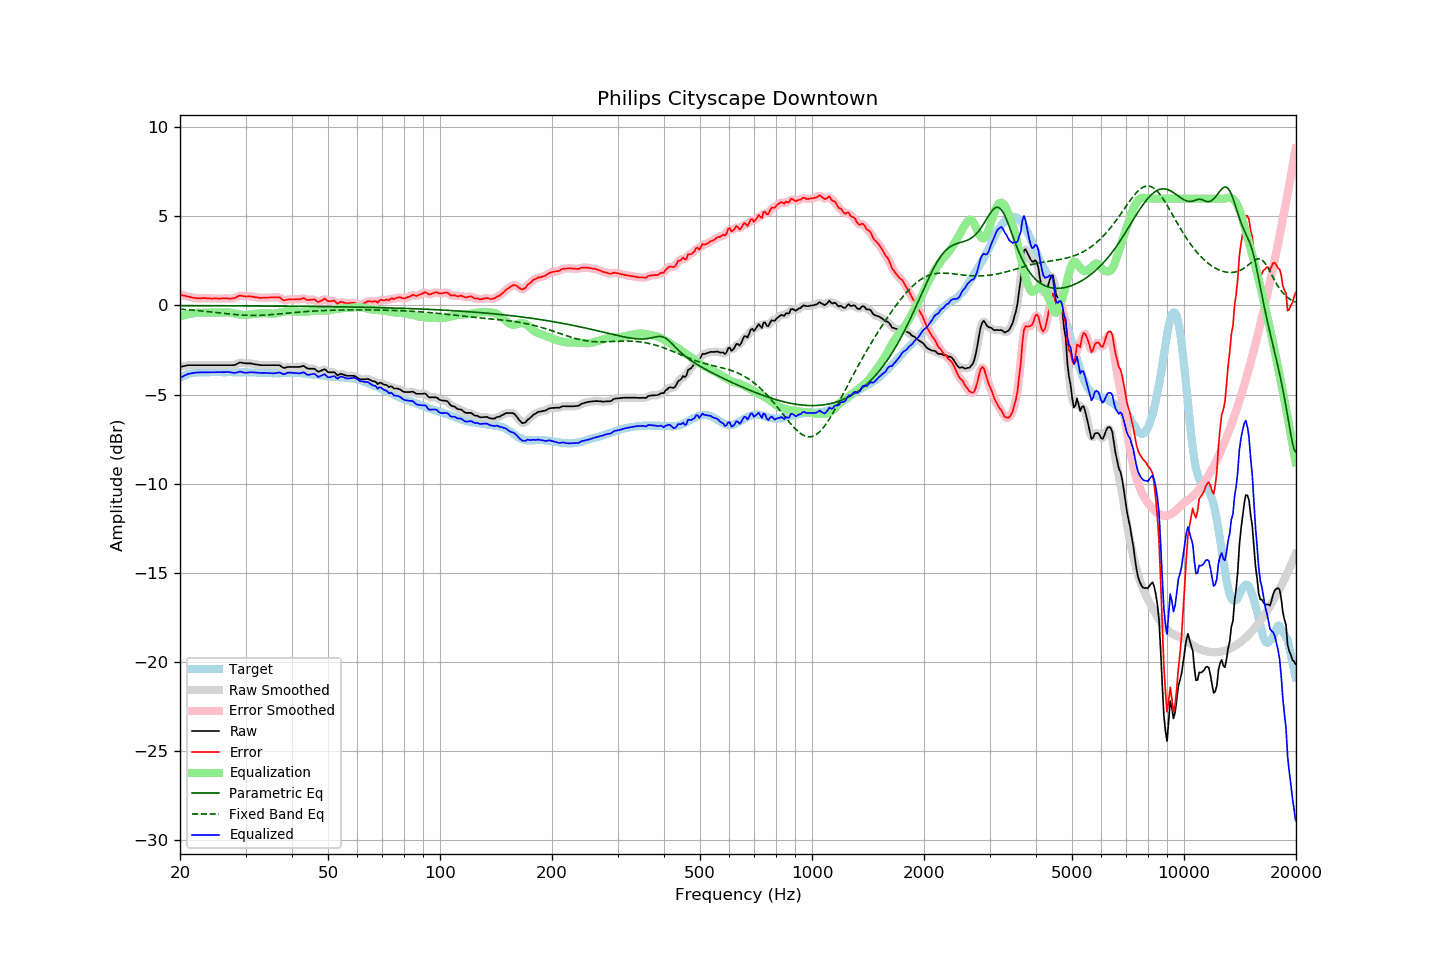 Philips Cityscape Downtown
10
5
0
−5
−10
−15
−20
−25
−30
Amplitude (dBr)
Target
Raw Smoothed
Error Smoothed
Raw
Error
Equalization
Parametric Eq
Fixed Band Eq
Equalized
20 50 100 200 500 1000 2000 5000 10000 20000
Frequency (Hz)